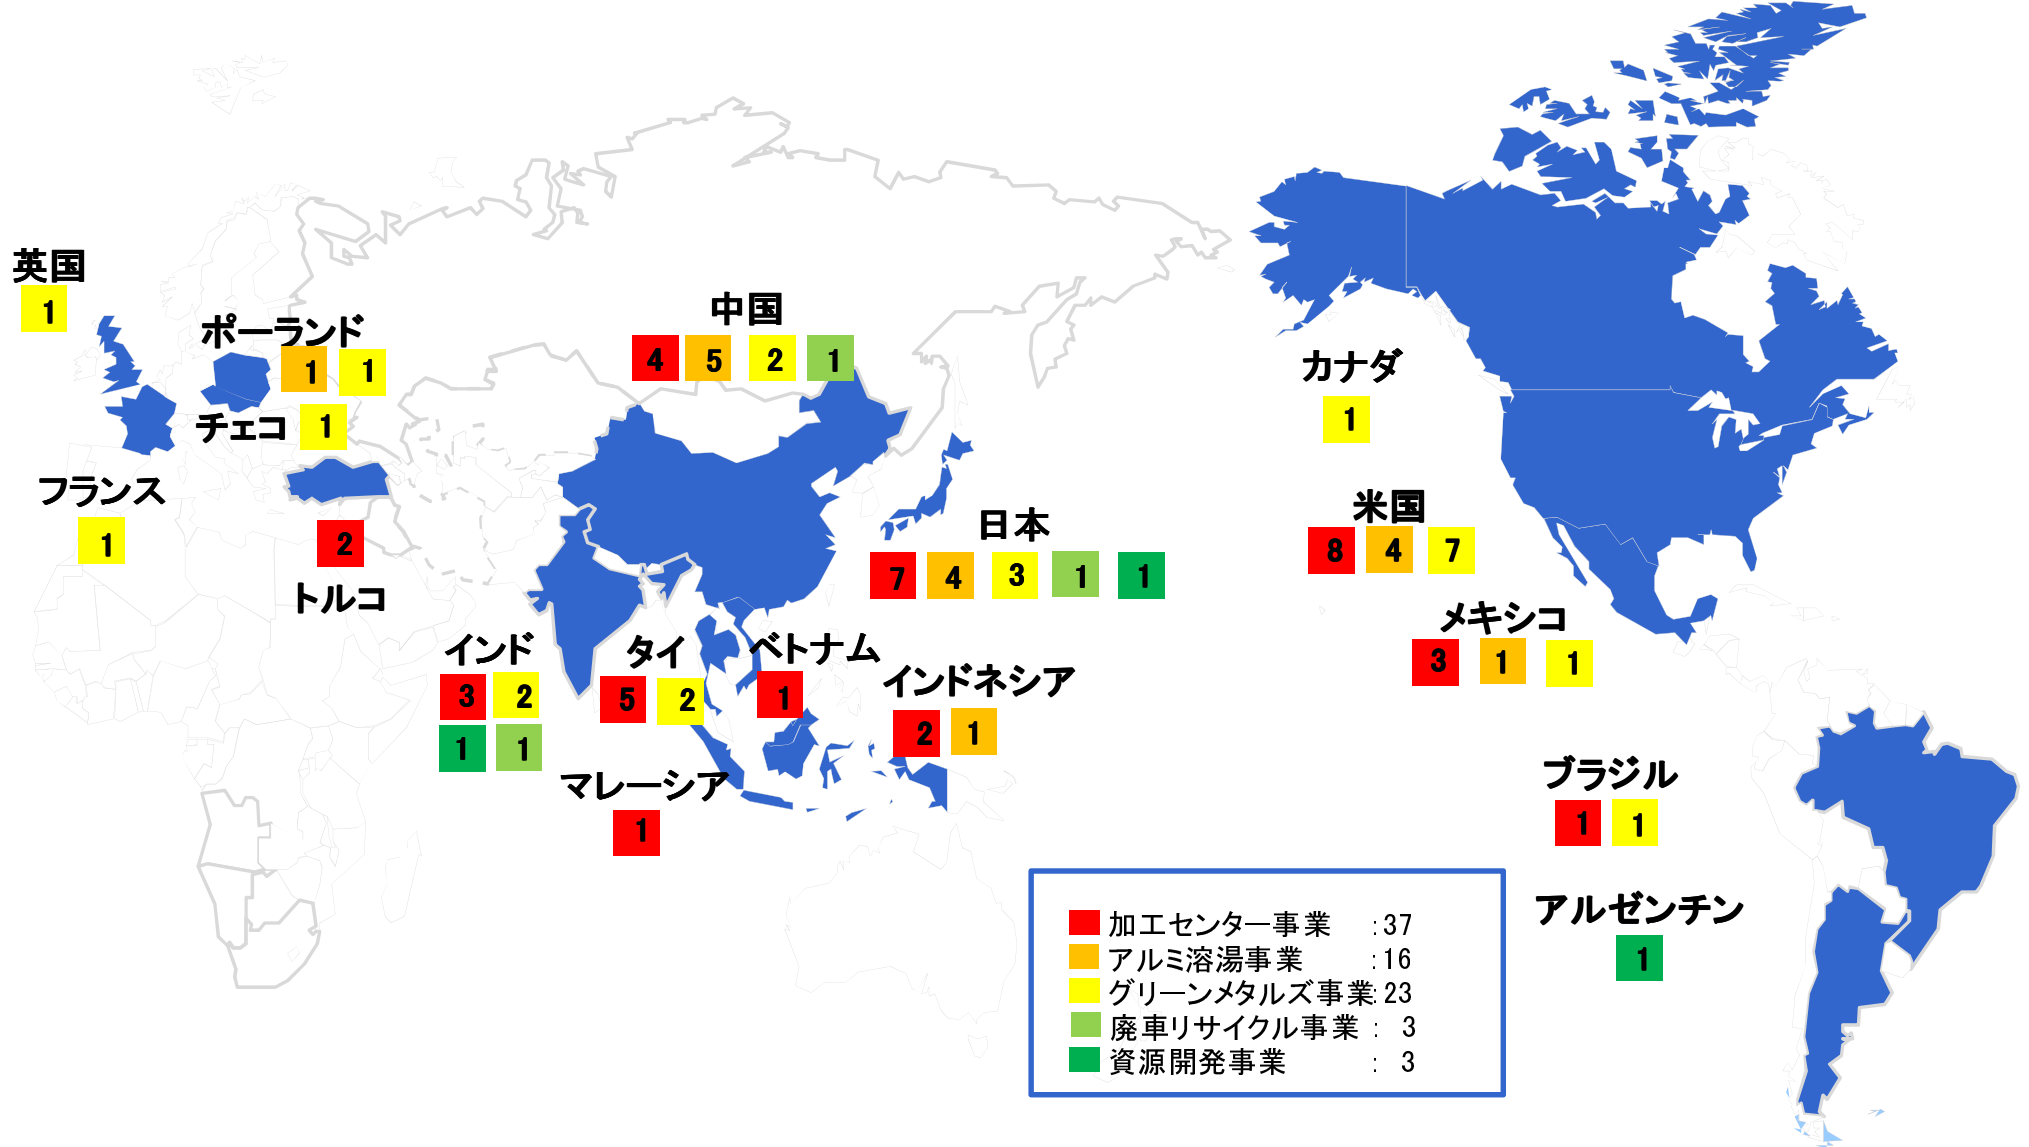 英国
1
ポーランド
1 1
チェコ 1
フランス
1
2
トルコ
中国
4 5 2 1
日本
7 4 3 1 1
インド
3 2
1 1
タイ
5 2
ベトナム
1
インドネシア
2 1
マレーシア
1
カナダ
1
米国
8 4 7
メキシコ
3 1 1
ブラジル
1 1
アルゼンチン
1
加工センター事業 :37
アルミ溶湯事業 :16
グリーンメタルズ事業:23
廃車リサイクル事業 : 3
資源開発事業 : 3